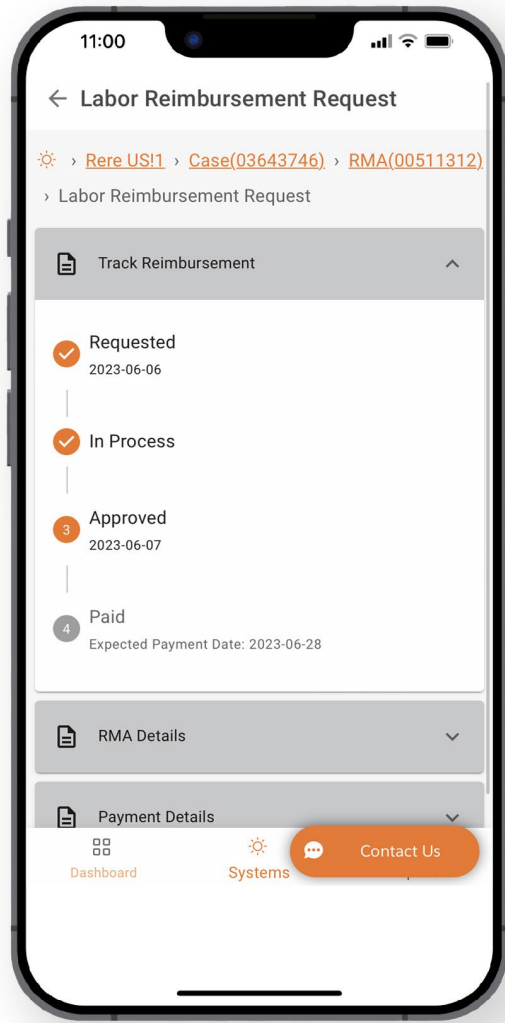 11:00
Labor Reimbursement Request
› Rere US!1 › Case(03643746) › RMA(00511312)
› Labor Reimbursement Request
Track Reimbursement
Requested
2023-06-06
In Process
3
Approved
2023-06-07
4
Paid
Expected Payment Date: 2023-06-28
RMA Details
Payment Details
Dashboard
Systems
Contact Us